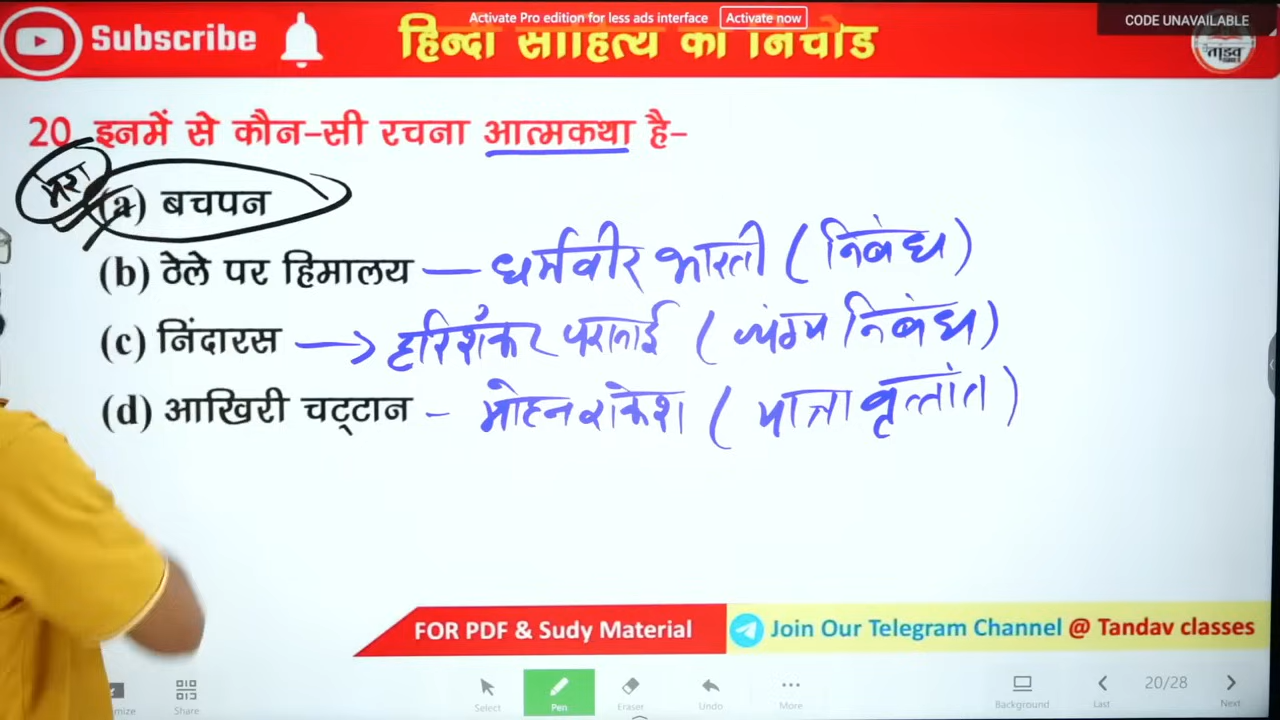 Activate Pro edition for less ads interface Activate now
CODE UNAVAILABLE
Subscribe
हिन्दी साहित्य का निचोड
ताडव
20. इनमें से कौन-सी रचना आत्मकथा है-
(a) बचपन
(b) ठेले पर हिमालय — धर्मवीर भारती (निबंध)
(c) निंदारस → हरिशंकर परसाई (व्यंग्य निबंध)
(d) आखिरी चट्टान - मोहन राकेश (यात्रा वृत्तांत)
FOR PDF & Sudy Material
Join Our Telegram Channel @ Tandav classes
Share
Select
Pen
Eraser
Undo
More
Background
Last
20/28
Next